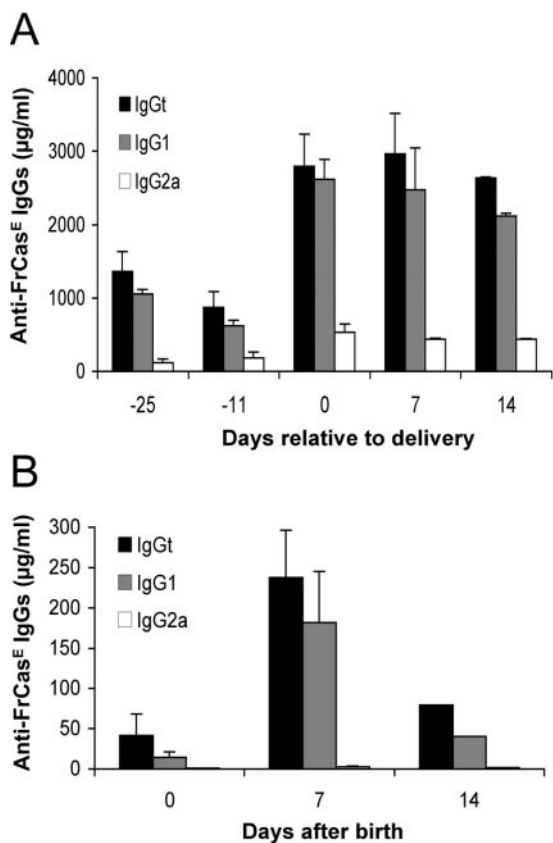 A
Anti-FrCasᴱ IgGs (µg/ml)
4000
3000
2000
1000
0
IgGt
IgG1
IgG2a
-25 -11 0 7 14
Days relative to delivery
B
Anti-FrCasᴱ IgGs (µg/ml)
300
250
200
150
100
50
0
IgGt
IgG1
IgG2a
0 7 14
Days after birth